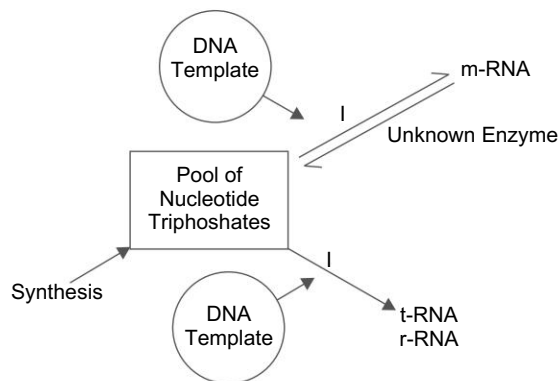 DNA
Template
m-RNA
I
Unknown Enzyme
Pool of
Nucleotide
Triphoshates
I
Synthesis
DNA
Template
t-RNA
r-RNA